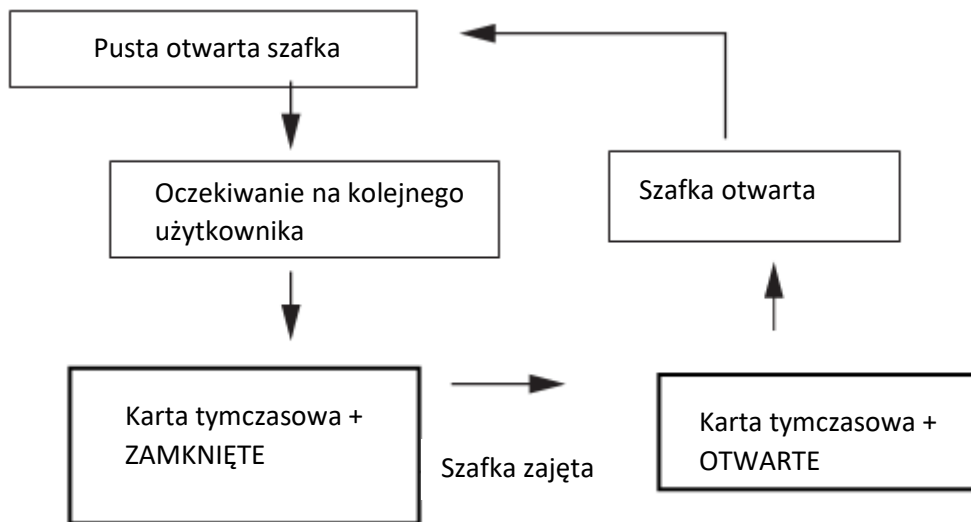 Pusta otwarta szafka
Oczekiwanie na kolejnego
użytkownika
Szafka otwarta
Karta tymczasowa +
ZAMKNIĘTE
Szafka zajęta
Karta tymczasowa +
OTWARTE